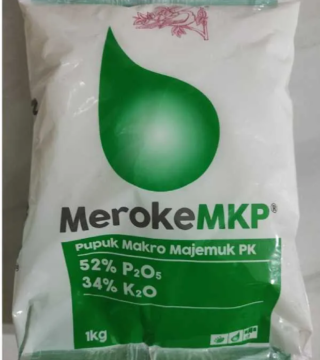 MerokeMKP®
Pupuk Makro Majemuk PK
52% P₂O₅
34% K₂O
1kg